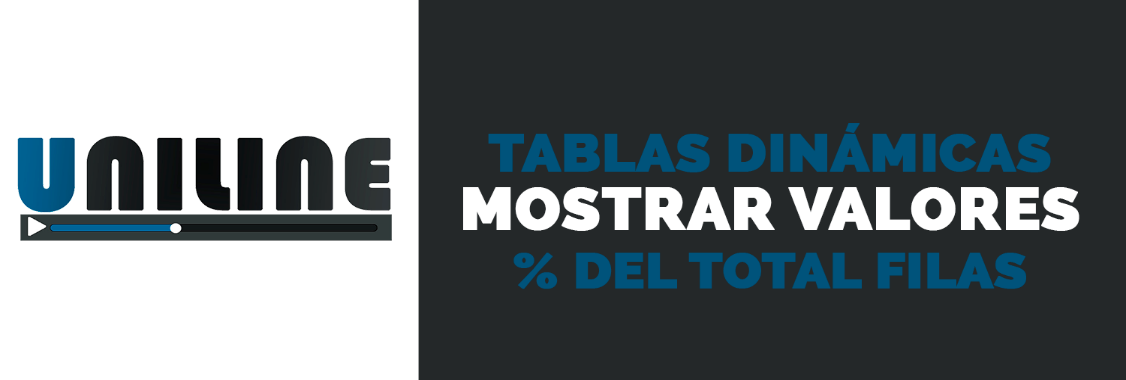 UNILINE
TABLAS DINÁMICAS
MOSTRAR VALORES
% DEL TOTAL FILAS